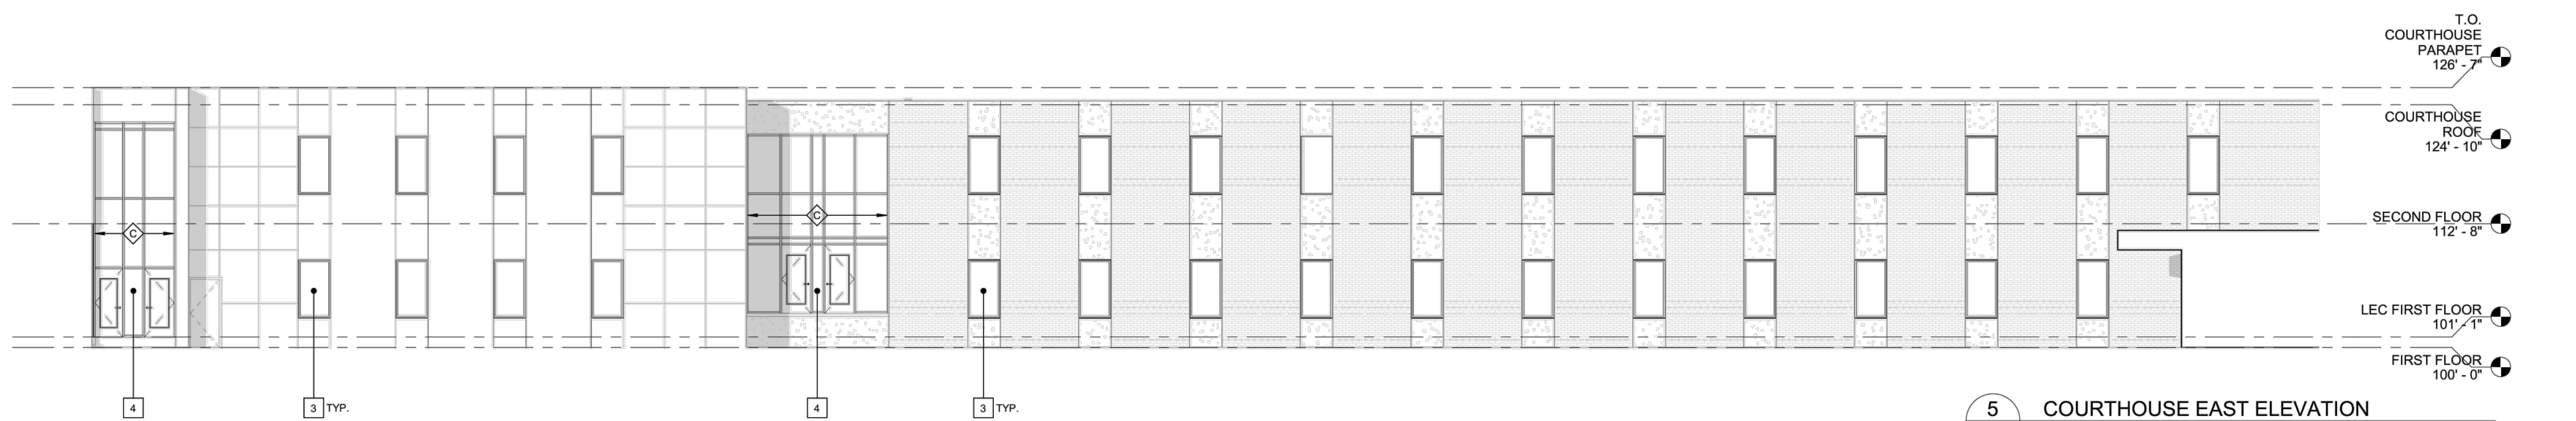 T.O.
COURTHOUSE
PARAPET
126' - 7"
COURTHOUSE
ROOF
124' - 10"
SECOND FLOOR
112' - 8"
LEC FIRST FLOOR
101' - 1"
FIRST FLOOR
100' - 0"
C
C
4
3 TYP.
4
3 TYP.
5 COURTHOUSE EAST ELEVATION